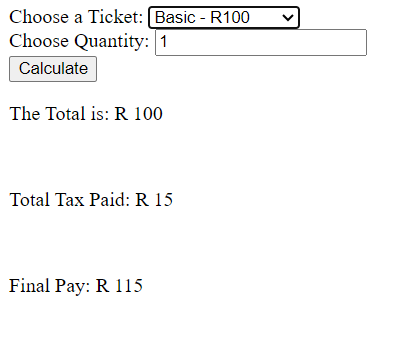 Choose a Ticket: Basic - R100
Choose Quantity: 1
Calculate
The Total is: R 100
Total Tax Paid: R 15
Final Pay: R 115